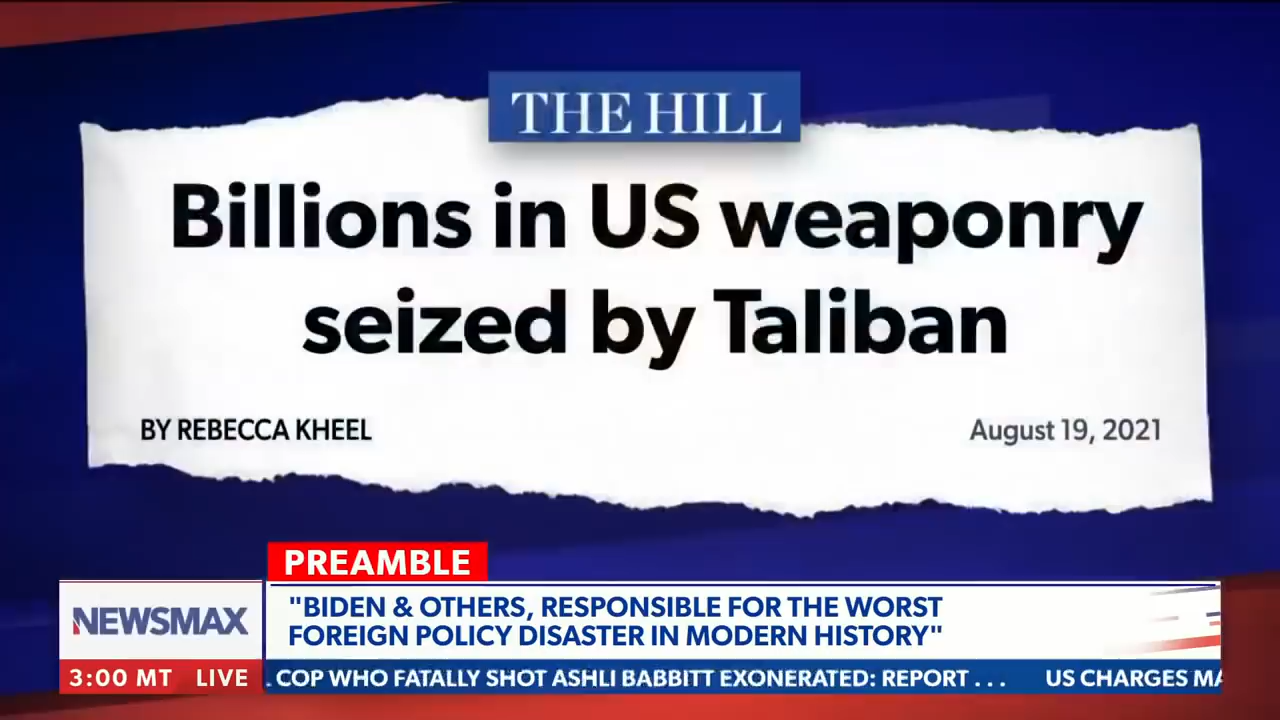 THE HILL
Billions in US weaponry
seized by Taliban
BY REBECCA KHEEL
August 19, 2021
PREAMBLE
NEWSMAX
"BIDEN & OTHERS, RESPONSIBLE FOR THE WORST
FOREIGN POLICY DISASTER IN MODERN HISTORY"
3:00 MT LIVE
. COP WHO FATALLY SHOT ASHLI BABBITT EXONERATED: REPORT . . . US CHARGES